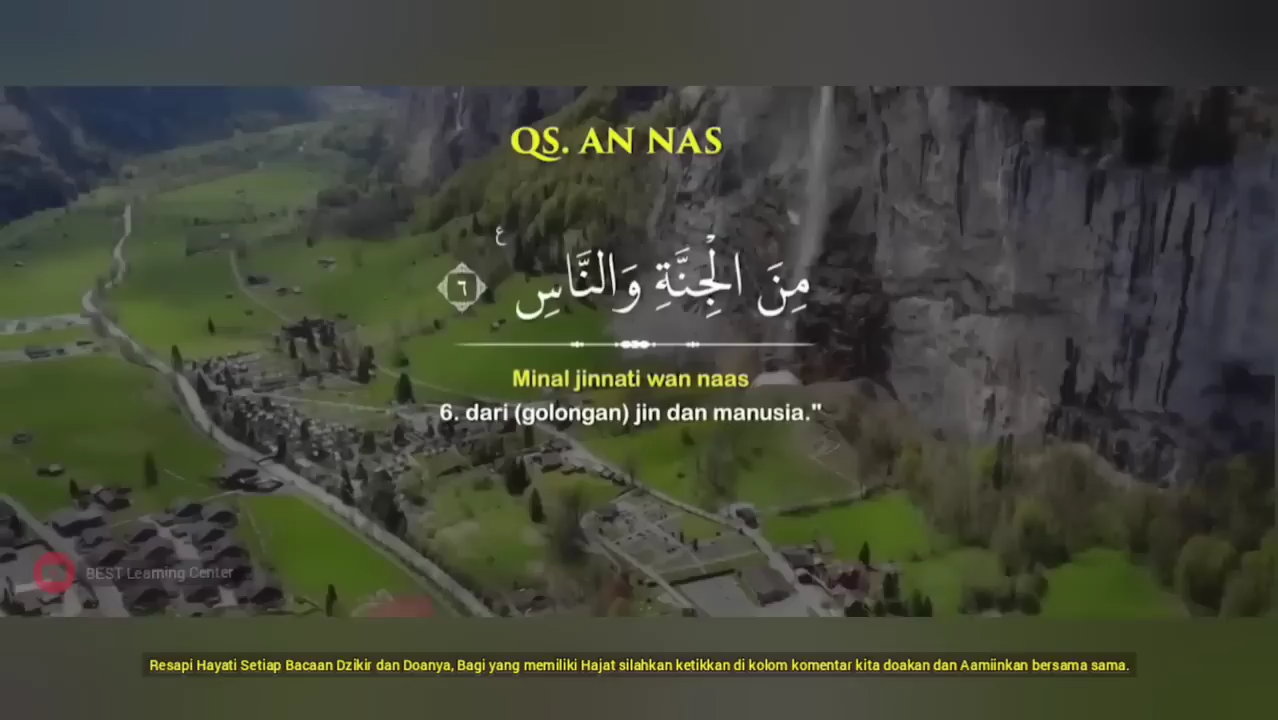 QS. AN NAS
مِنَ الْجِنَّةِ وَالنَّاسِ ࣖ ٦
Minal jinnati wan naas
6. dari (golongan) jin dan manusia."
BEST Learning Center
Resapi Hayati Setiap Bacaan Dzikir dan Doanya, Bagi yang memiliki Hajat silahkan ketikkan di kolom komentar kita doakan dan Aamiinkan bersama sama.